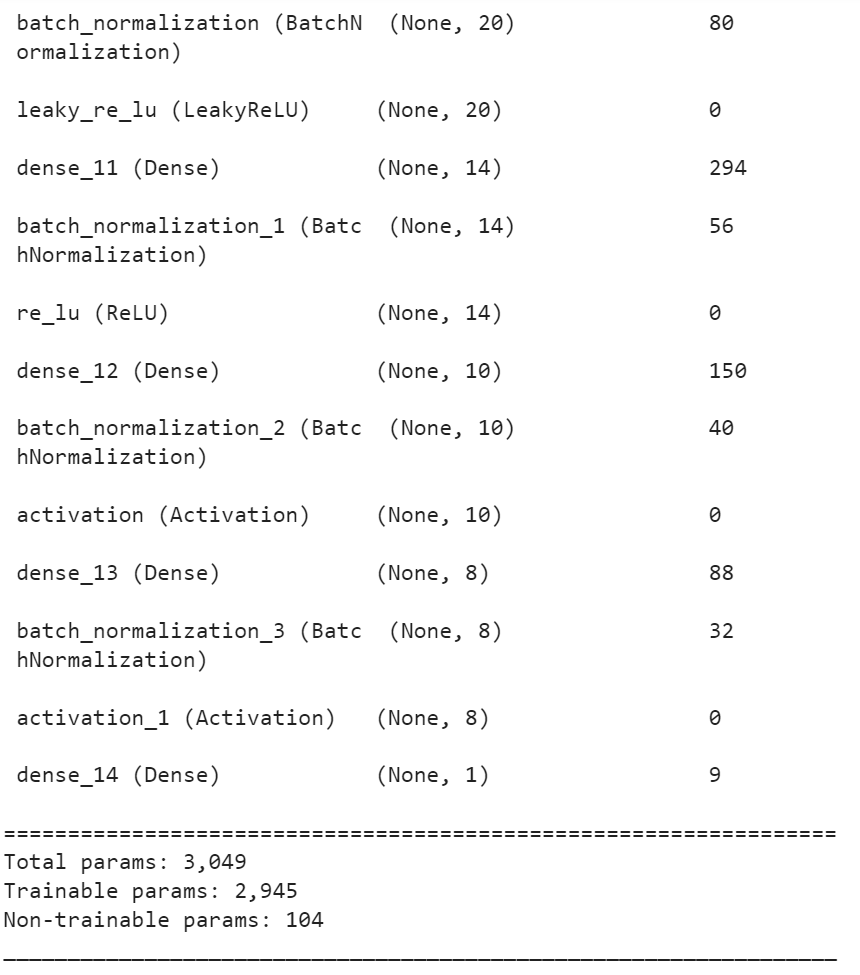 batch_normalization (BatchN (None, 20) 80
ormalization)
leaky_re_lu (LeakyReLU) (None, 20) 0
dense_11 (Dense) (None, 14) 294
batch_normalization_1 (Batc (None, 14) 56
hNormalization)
re_lu (ReLU) (None, 14) 0
dense_12 (Dense) (None, 10) 150
batch_normalization_2 (Batc (None, 10) 40
hNormalization)
activation (Activation) (None, 10) 0
dense_13 (Dense) (None, 8) 88
batch_normalization_3 (Batc (None, 8) 32
hNormalization)
activation_1 (Activation) (None, 8) 0
dense_14 (Dense) (None, 1) 9
=================================================================
Total params: 3,049
Trainable params: 2,945
Non-trainable params: 104
_________________________________________________________________